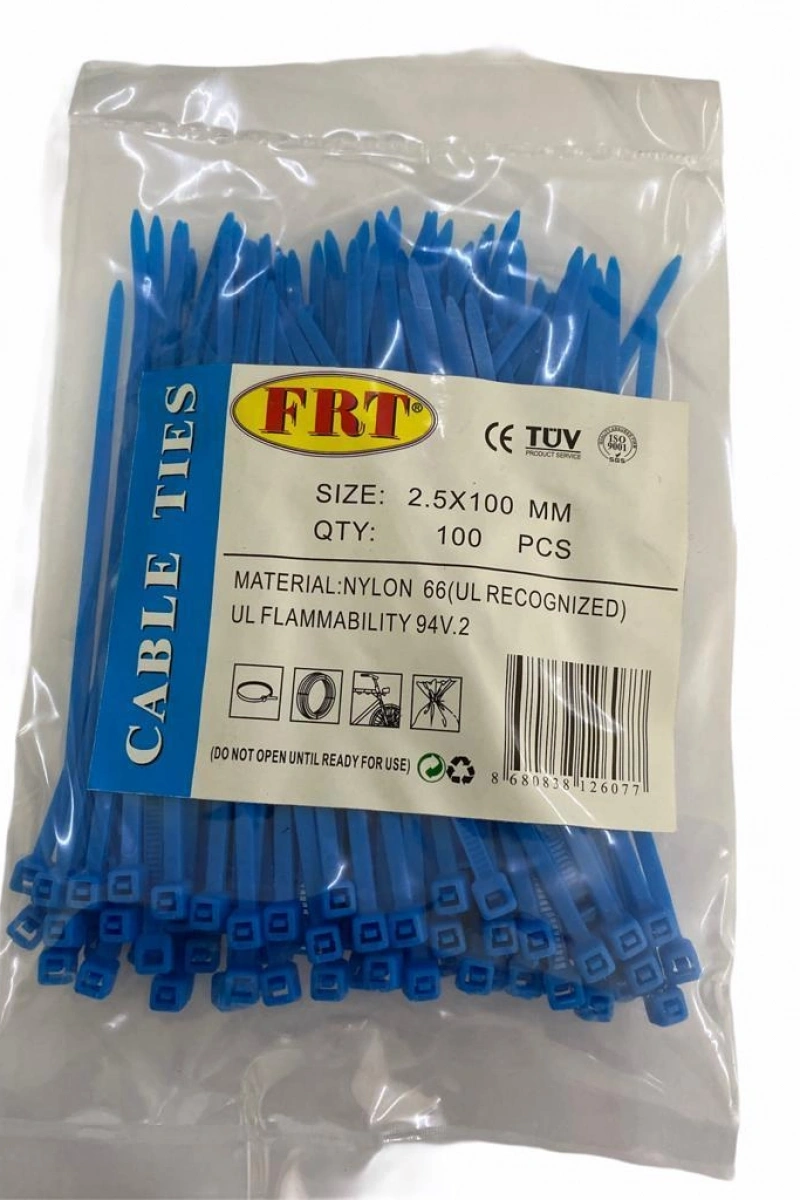 CABLE TIES
FRT®
CE TÜV
PRODUCT SERVICE
ISO
9001
SGS
SIZE: 2.5X100 MM
QTY: 100 PCS
MATERIAL:NYLON 66(UL RECOGNIZED)
UL FLAMMABILITY 94V.2
(DO NOT OPEN UNTIL READY FOR USE)
8 680838 126077